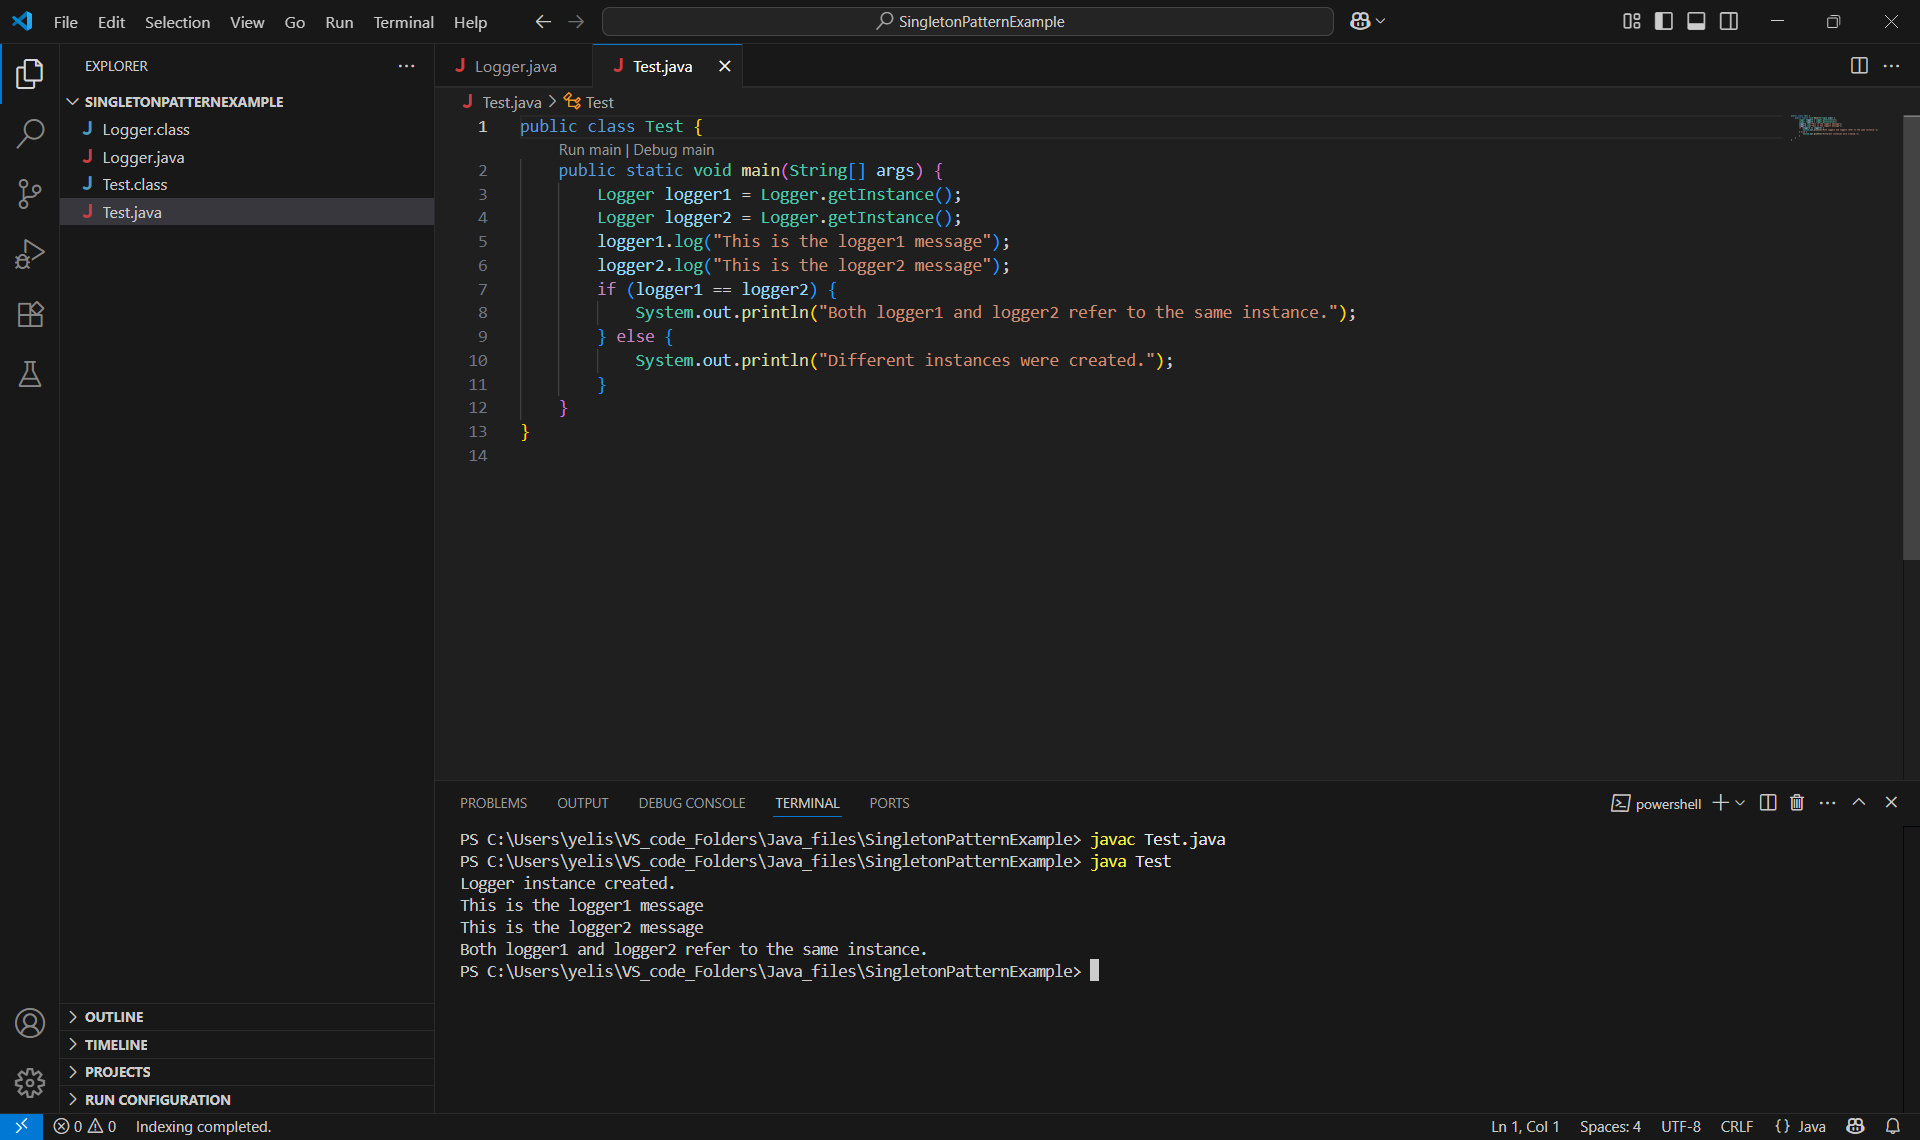 File Edit Selection View Go Run Terminal Help
SingletonPatternExample
EXPLORER
SINGLETONPATTERNEXAMPLE
Logger.class
Logger.java
Test.class
Test.java
OUTLINE
TIMELINE
PROJECTS
RUN CONFIGURATION
Logger.java Test.java
Test.java > Test
1 public class Test {
Run main | Debug main
2 public static void main(String[] args) {
3 Logger logger1 = Logger.getInstance();
4 Logger logger2 = Logger.getInstance();
5 logger1.log("This is the logger1 message");
6 logger2.log("This is the logger2 message");
7 if (logger1 == logger2) {
8 System.out.println("Both logger1 and logger2 refer to the same instance.");
9 } else {
10 System.out.println("Different instances were created.");
11 }
12 }
13 }
14
PROBLEMS OUTPUT DEBUG CONSOLE TERMINAL PORTS
powershell
PS C:\Users\yelis\VS_code_Folders\Java_files\SingletonPatternExample> javac Test.java
PS C:\Users\yelis\VS_code_Folders\Java_files\SingletonPatternExample> java Test
Logger instance created.
This is the logger1 message
This is the logger2 message
Both logger1 and logger2 refer to the same instance.
PS C:\Users\yelis\VS_code_Folders\Java_files\SingletonPatternExample>
0 0 Indexing completed.
Ln 1, Col 1 Spaces: 4 UTF-8 CRLF {} Java